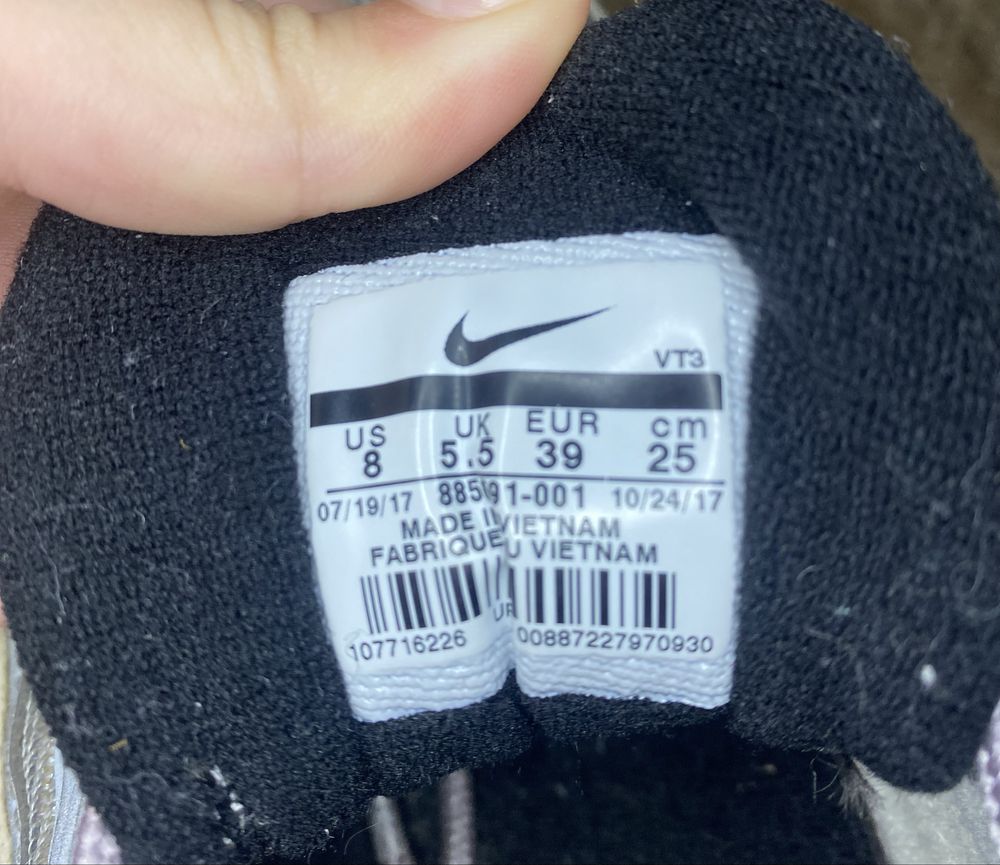 VT3
US UK EUR cm
8 5.5 39 25
07/19/17 10/24/17
MADE VIETNAM
FABRIQUE VIETNAM
107716226 00887227970930